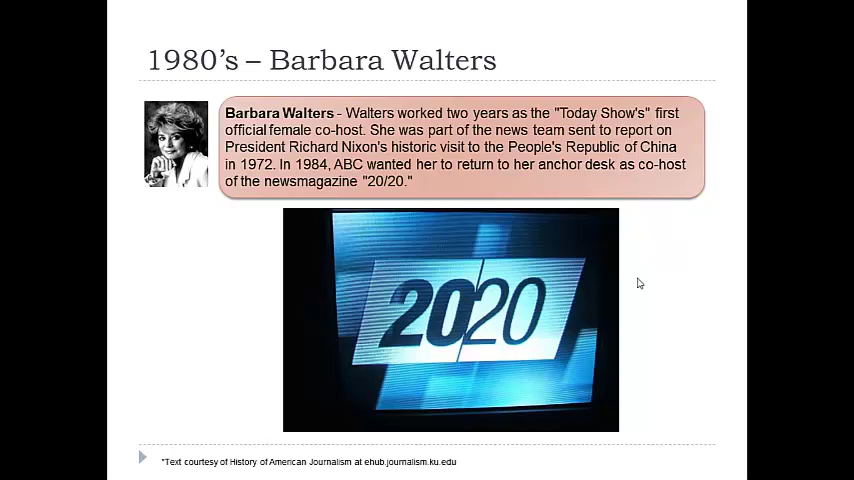 1980's – Barbara Walters
Barbara Walters - Walters worked two years as the "Today Show's" first
official female co-host. She was part of the news team sent to report on
President Richard Nixon's historic visit to the People's Republic of China
in 1972. In 1984, ABC wanted her to return to her anchor desk as co-host
of the newsmagazine "20/20."
2020
*Text courtesy of History of American Journalism at ehub.journalism.ku.edu